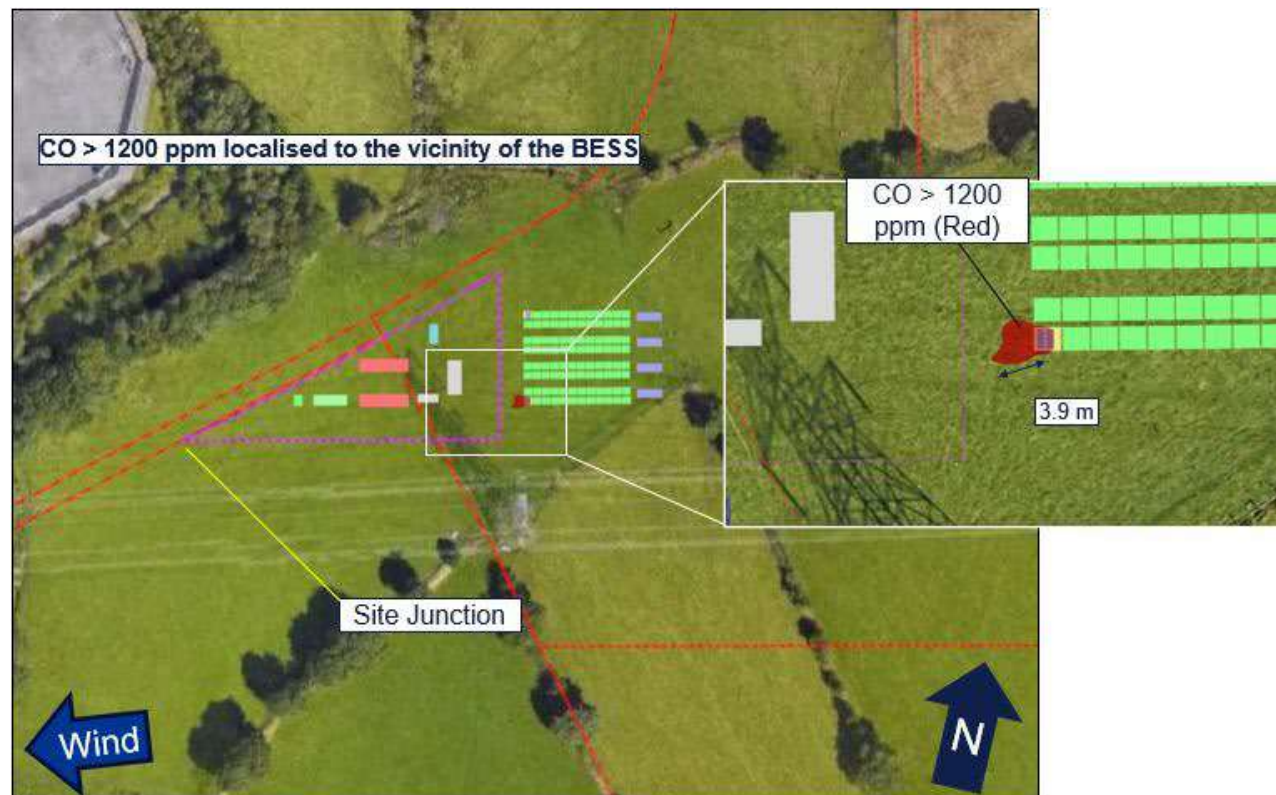 CO > 1200 ppm localised to the vicinity of the BESS
CO > 1200
ppm (Red)
3.9 m
Site Junction
Wind
N